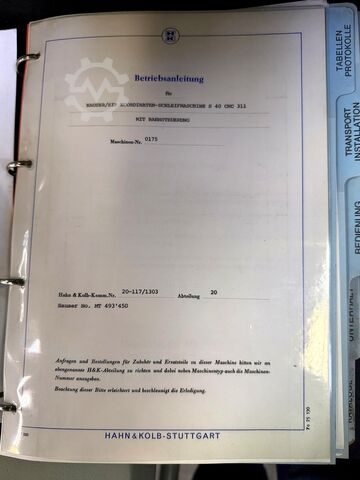 Betriebsanleitung
für
HAUSER/HKP KOORDINATEN-SCHLEIFMASCHINE S 40 CNC 312
MIT BAHNSTEUERUNG
Maschinen-Nr. 0175
Hahn & Kolb-Komm.Nr. 20-117/1303 Abteilung 20
Hauser No. MT 493'450
Anfragen und Bestellungen für Zubehör und Ersatzteile zu dieser Maschine bitten wir an
obengenannte H&K-Abteilung zu richten und dabei neben Maschinentyp auch die Maschinen-
Nummer anzugeben.
Beachtung dieser Bitte erleichtert und beschleunigt die Erledigung.
HAHN & KOLB-STUTTGART
TABELLEN
PROTOKOLLE
TRANSPORT
INSTALLATION
BEDIENUNG